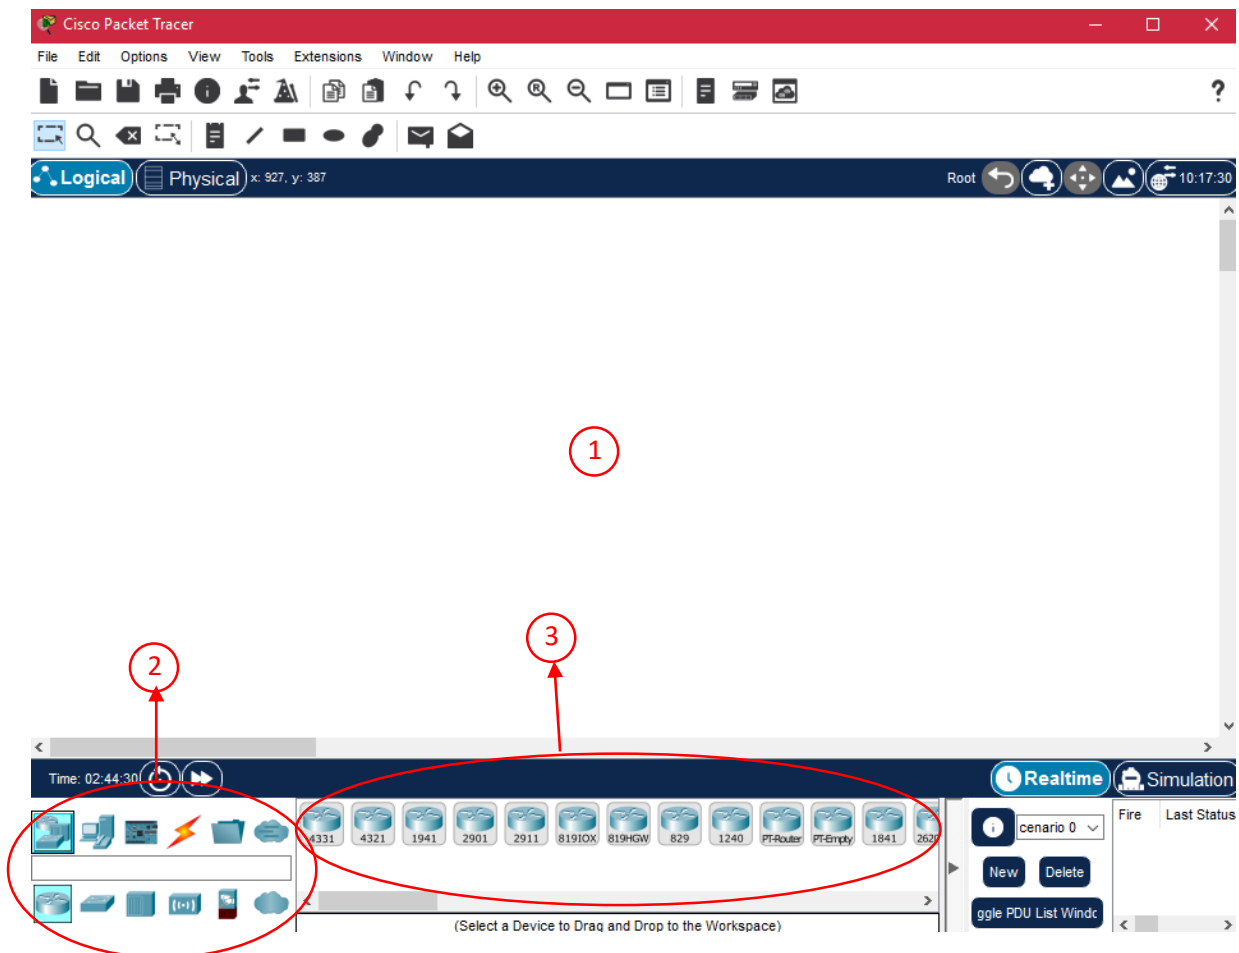 Cisco Packet Tracer
File Edit Options View Tools Extensions Window Help
?
Logical Physical x: 927, y: 387 Root 10:17:30
1
3
2
Time: 02:44:30 Realtime Simulation
4331 4321 1941 2901 2911 819IOX 819HGW 829 1240 PT-Router PT-Empty 1841 2620
cenario 0 Fire Last Status
New Delete
ggle PDU List Windo
(Select a Device to Drag and Drop to the Workspace)